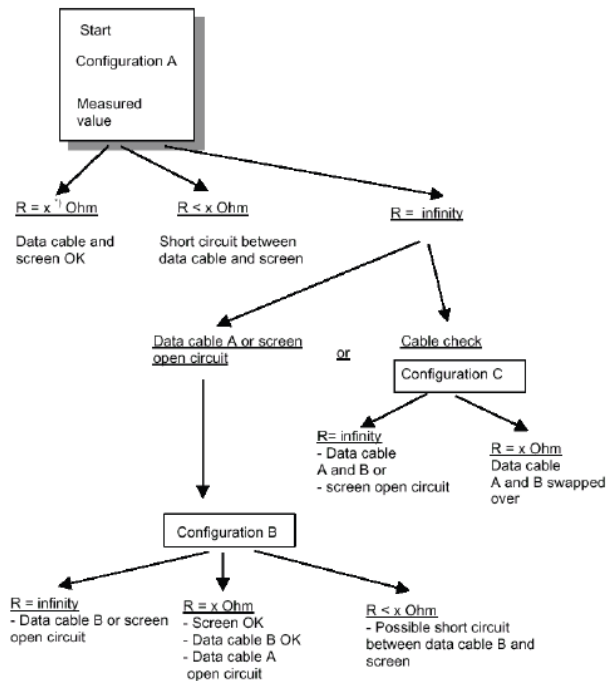 Start
Configuration A
Measured
value
R = x *) Ohm
Data cable and
screen OK
R < x Ohm
Short circuit between
data cable and screen
R = infinity
Data cable A or screen
open circuit
or
Cable check
Configuration C
R= infinity
- Data cable
A and B or
- screen open circuit
R = x Ohm
Data cable
A and B swapped
over
Configuration B
R = infinity
- Data cable B or screen
open circuit
R = x Ohm
- Screen OK
- Data cable B OK
- Data cable A
open circuit
R < x Ohm
- Possible short circuit
between data cable B and
screen